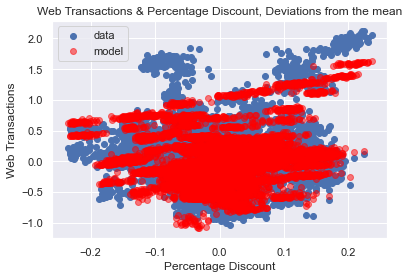 Web Transactions & Percentage Discount, Deviations from the mean
data
model
2.0
1.5
1.0
0.5
0.0
−0.5
−1.0
Web Transactions
−0.2 −0.1 0.0 0.1 0.2
Percentage Discount